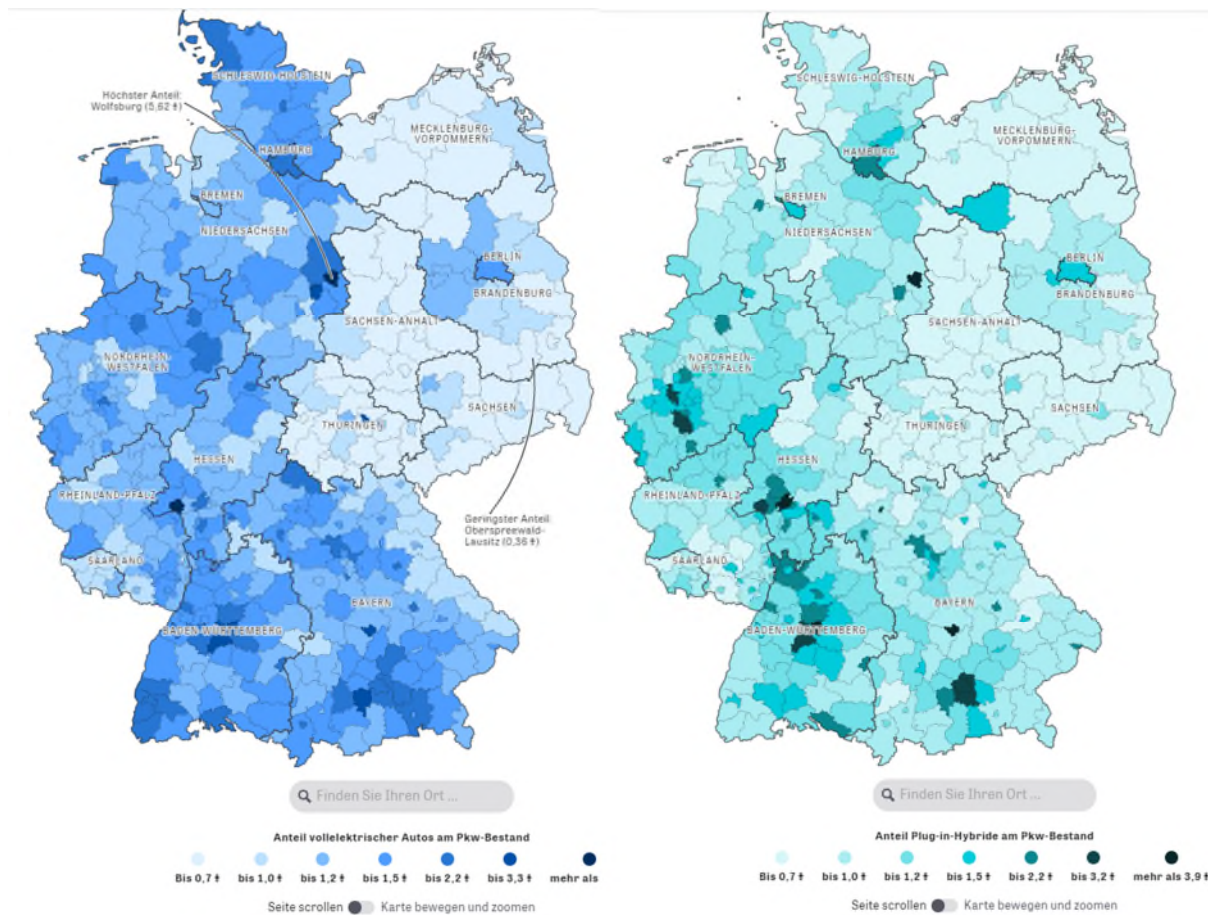 SCHLESWIG-HOLSTEIN
Höchster Anteil:
Wolfsburg (5,62 ⚕)
MECKLENBURG-
VORPOMMERN
HAMBURG
BREMEN
NIEDERSACHSEN
BERLIN
BRANDENBURG
SACHSEN-ANHALT
NORDRHEIN-
WESTFALEN
SACHSEN
THÜRINGEN
HESSEN
RHEINLAND-PFALZ
Geringster Anteil:
Oberspreewald-
Lausitz (0,36 ⚕)
SAARLAND
BAYERN
BADEN-WÜRTTEMBERG
Finden Sie Ihren Ort ...
Anteil vollelektrischer Autos am Pkw-Bestand
Bis 0,7 ⚕ bis 1,0 ⚕ bis 1,2 ⚕ bis 1,5 ⚕ bis 2,2 ⚕ bis 3,3 ⚕ mehr als
Seite scrollen Karte bewegen und zoomen
SCHLESWIG-HOLSTEIN
MECKLENBURG-
VORPOMMERN
HAMBURG
BREMEN
NIEDERSACHSEN
BERLIN
BRANDENBURG
SACHSEN-ANHALT
NORDRHEIN-
WESTFALEN
SACHSEN
THÜRINGEN
HESSEN
RHEINLAND-PFALZ
SAARLAND
BAYERN
BADEN-WÜRTTEMBERG
Finden Sie Ihren Ort ...
Anteil Plug-in-Hybride am Pkw-Bestand
Bis 0,7 ⚕ bis 1,0 ⚕ bis 1,2 ⚕ bis 1,5 ⚕ bis 2,2 ⚕ bis 3,2 ⚕ mehr als 3,9 ⚕
Seite scrollen Karte bewegen und zoomen